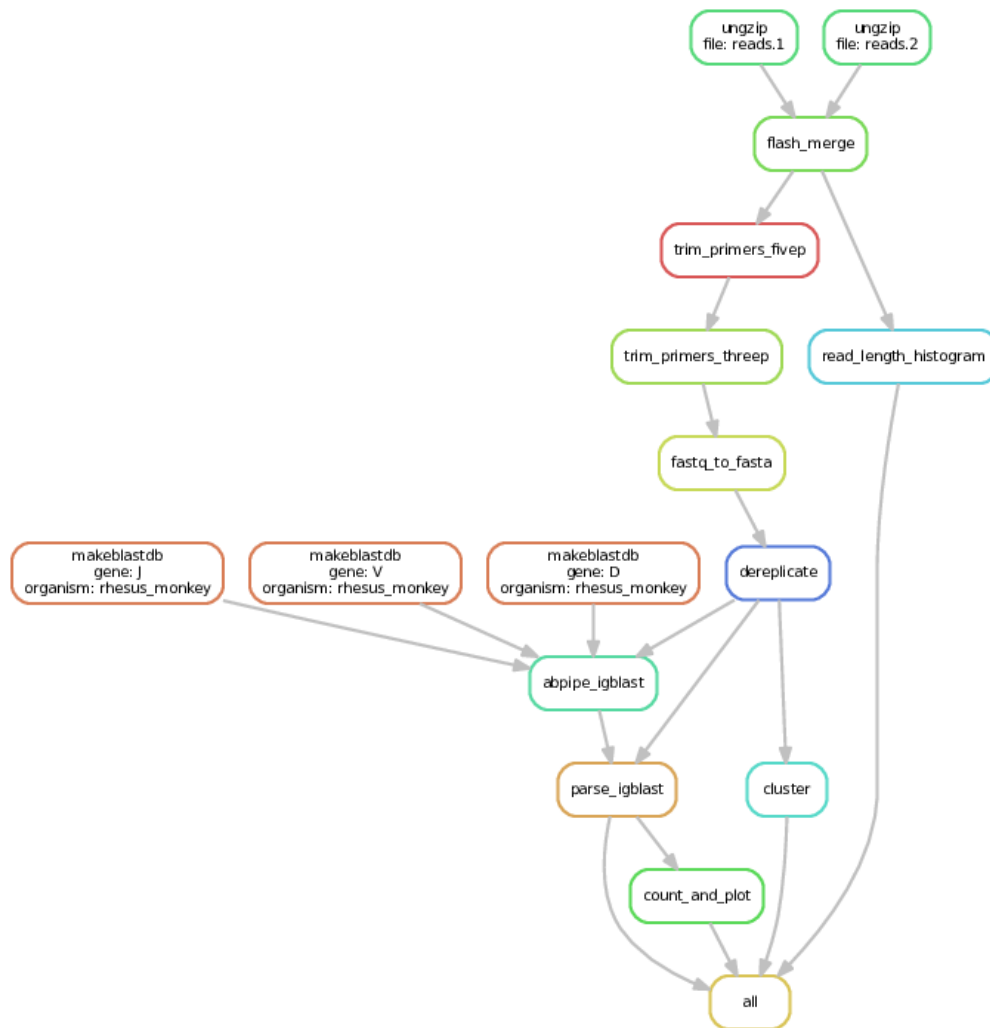 ungzip
file: reads.1
ungzip
file: reads.2
flash_merge
trim_primers_fivep
trim_primers_threep
read_length_histogram
fastq_to_fasta
makeblastdb
gene: J
organism: rhesus_monkey
makeblastdb
gene: V
organism: rhesus_monkey
makeblastdb
gene: D
organism: rhesus_monkey
dereplicate
abpipe_igblast
parse_igblast
cluster
count_and_plot
all